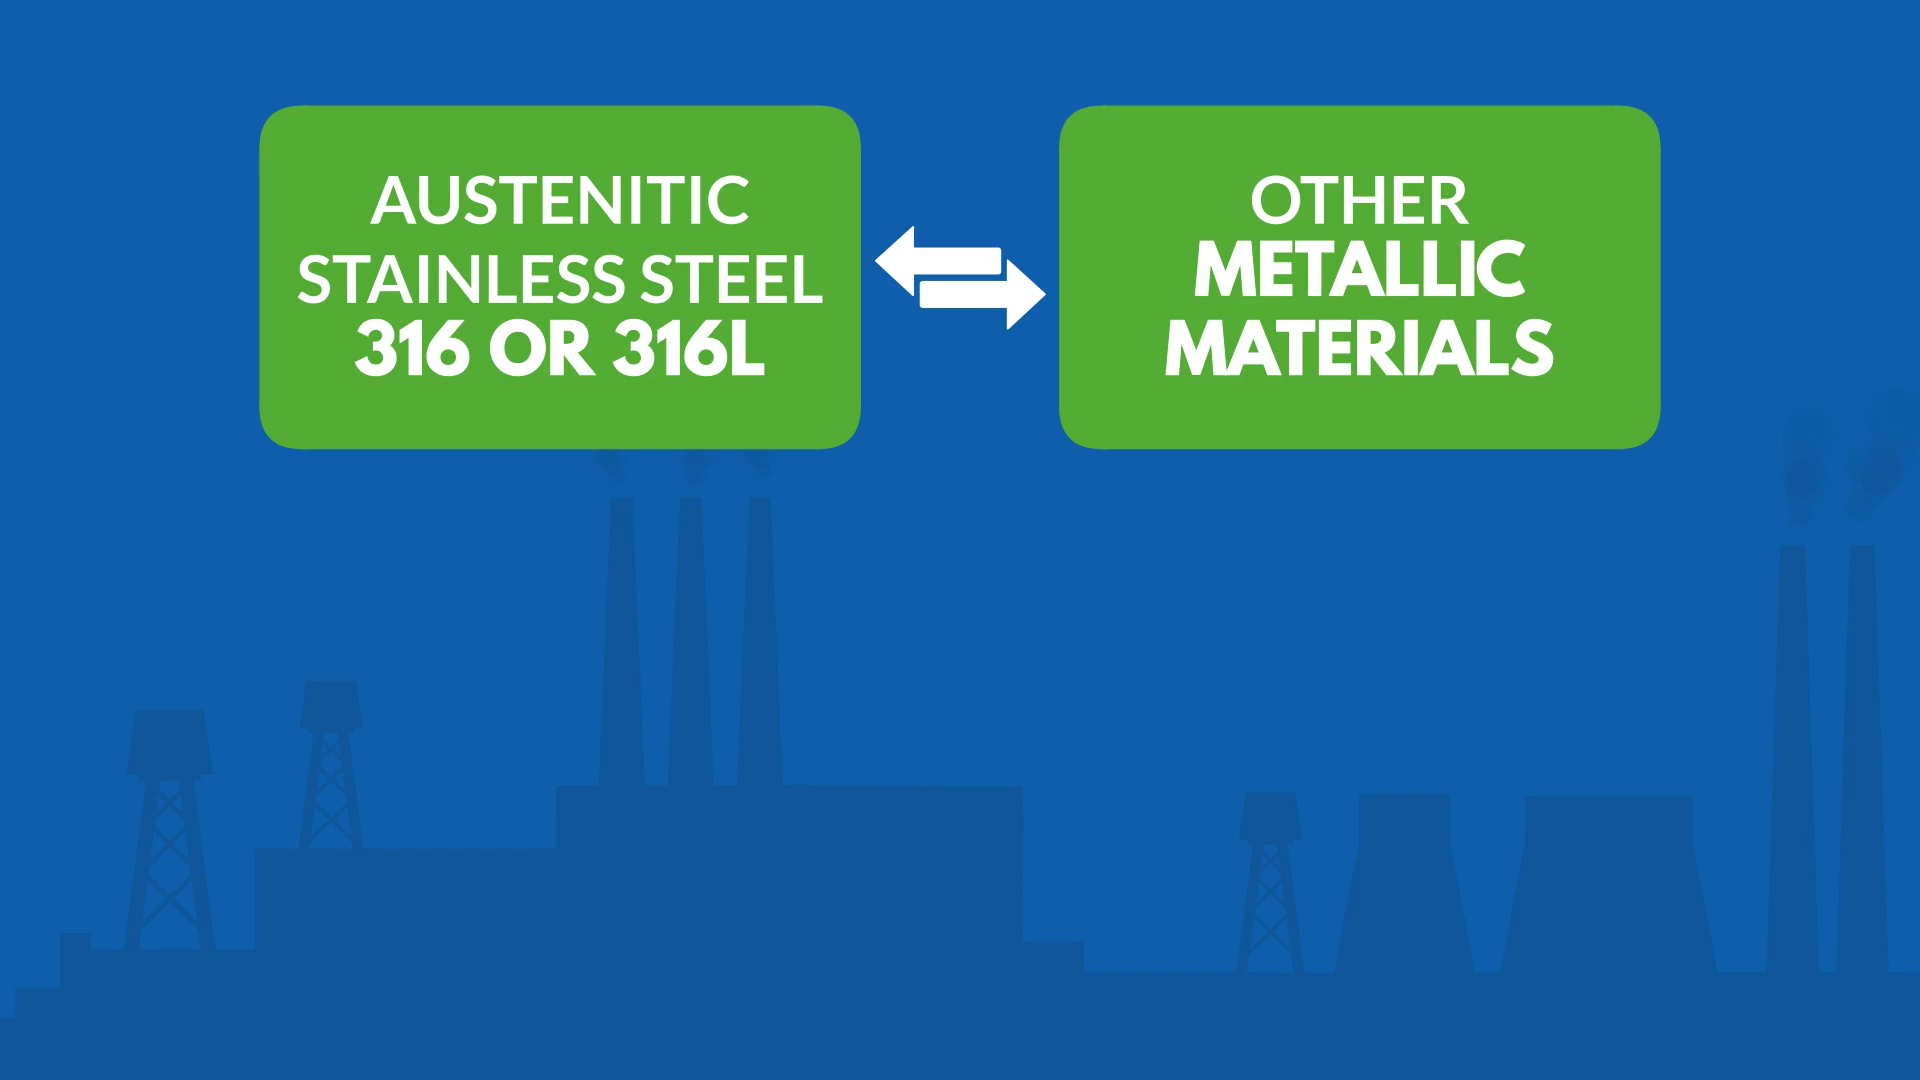 AUSTENITIC
STAINLESS STEEL
316 OR 316L
OTHER
METALLIC
MATERIALS